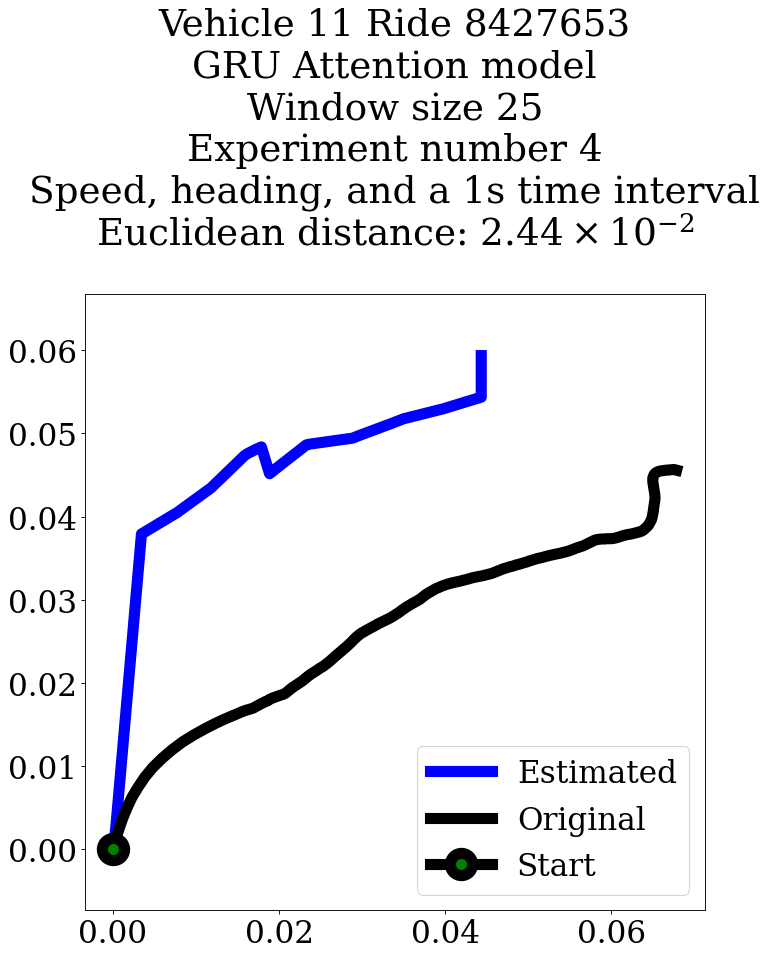 Vehicle 11 Ride 8427653
GRU Attention model
Window size 25
Experiment number 4
Speed, heading, and a 1s time interval
Euclidean distance: 2.44 × 10⁻²
0.06
0.05
0.04
0.03
0.02
0.01
0.00
Estimated
Original
Start
0.00 0.02 0.04 0.06